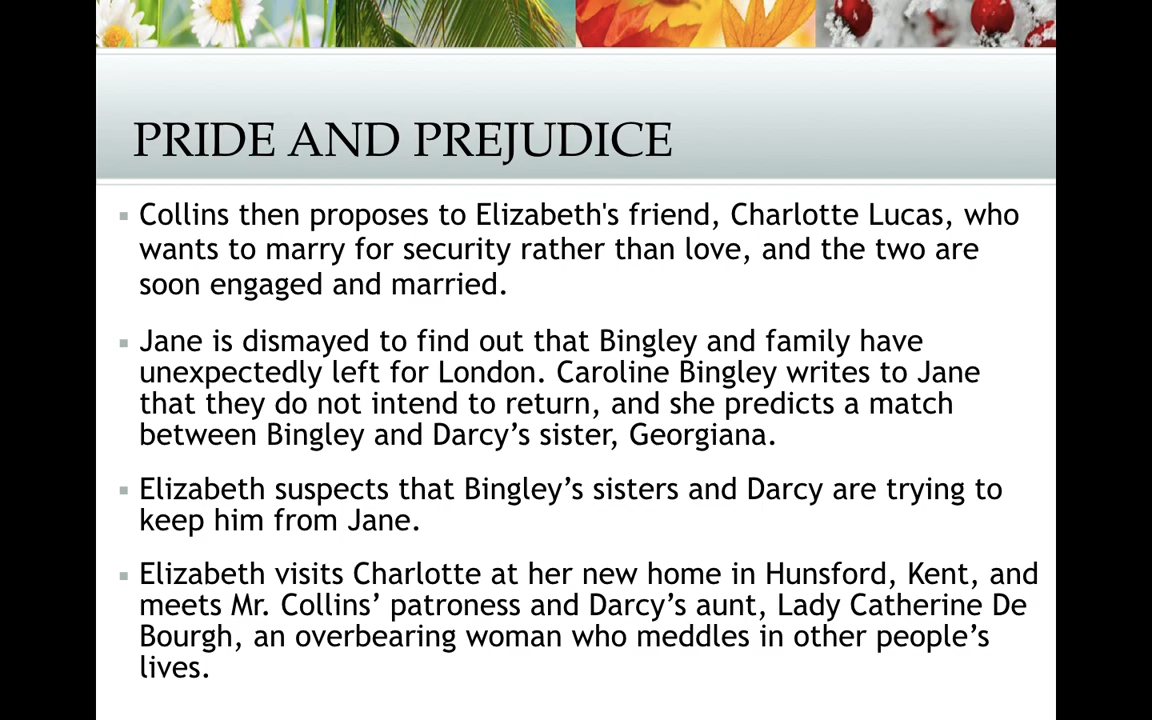 PRIDE AND PREJUDICE
Collins then proposes to Elizabeth's friend, Charlotte Lucas, who
wants to marry for security rather than love, and the two are
soon engaged and married.
Jane is dismayed to find out that Bingley and family have
unexpectedly left for London. Caroline Bingley writes to Jane
that they do not intend to return, and she predicts a match
between Bingley and Darcy’s sister, Georgiana.
Elizabeth suspects that Bingley’s sisters and Darcy are trying to
keep him from Jane.
Elizabeth visits Charlotte at her new home in Hunsford, Kent, and
meets Mr. Collins’ patroness and Darcy’s aunt, Lady Catherine De
Bourgh, an overbearing woman who meddles in other people’s
lives.